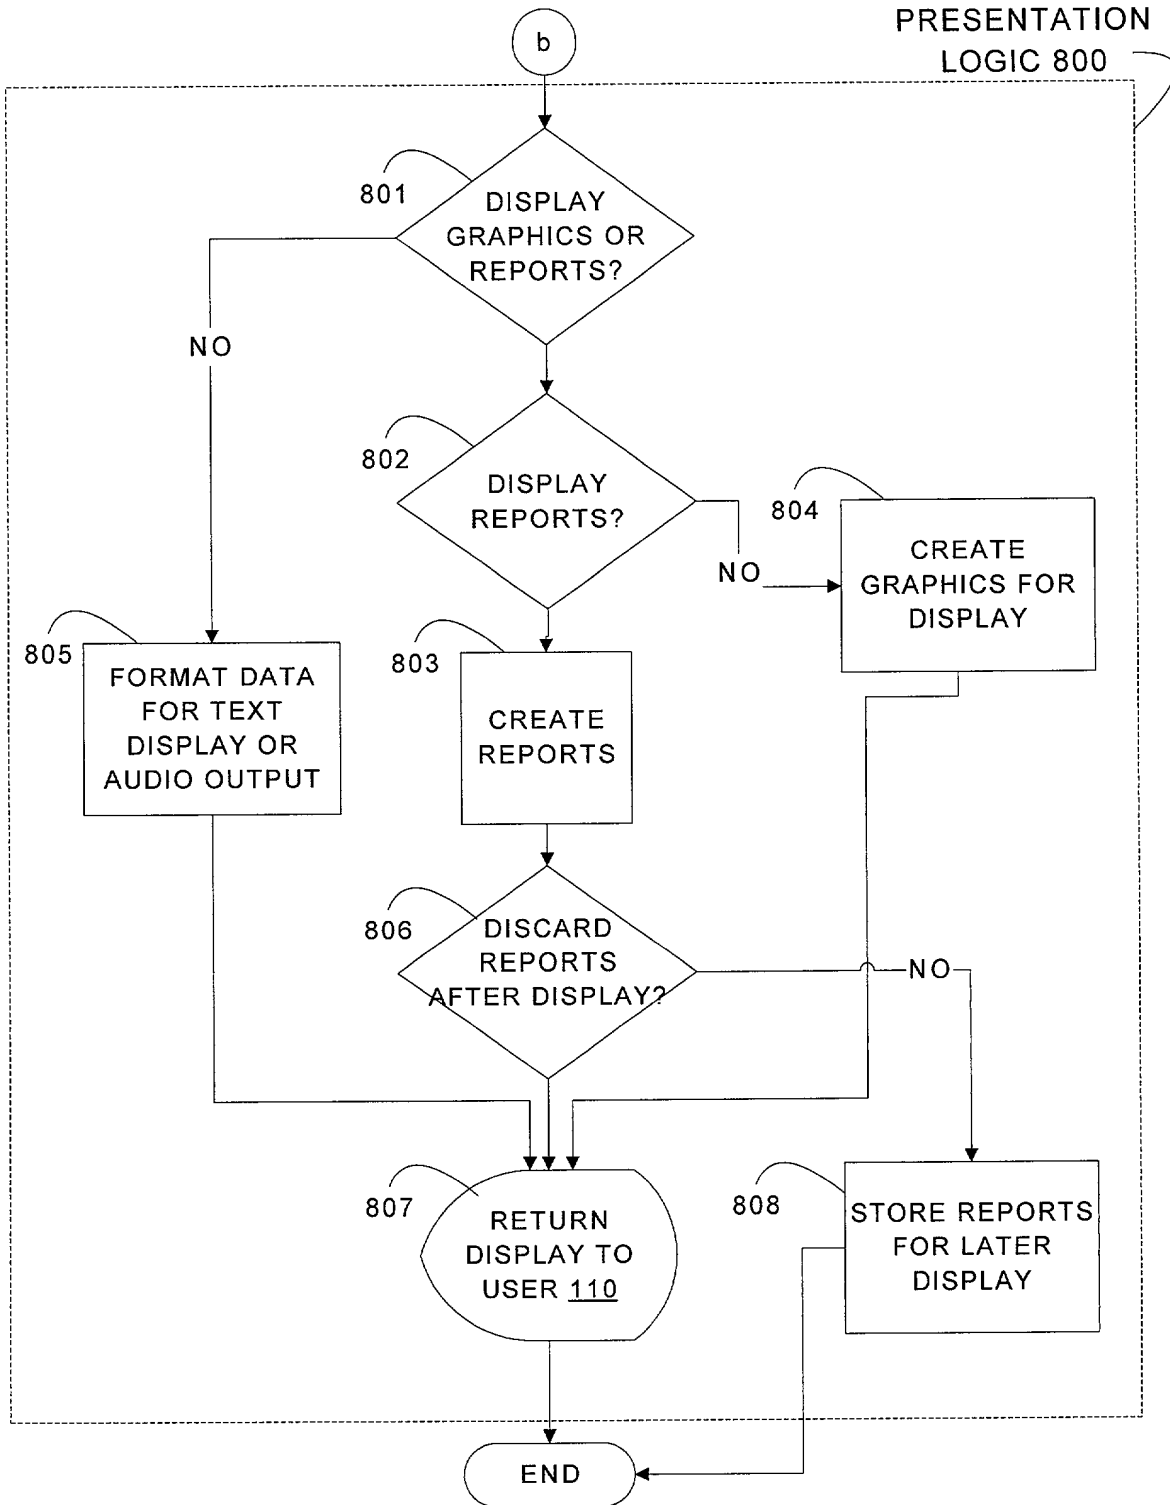 b
PRESENTATION
LOGIC 800
801
DISPLAY
GRAPHICS OR
REPORTS?
NO
802
DISPLAY
REPORTS?
NO
804
CREATE
GRAPHICS FOR
DISPLAY
805
FORMAT DATA
FOR TEXT
DISPLAY OR
AUDIO OUTPUT
803
CREATE
REPORTS
806
DISCARD
REPORTS
AFTER DISPLAY?
NO
807
RETURN
DISPLAY TO
USER 110
808
STORE REPORTS
FOR LATER
DISPLAY
END